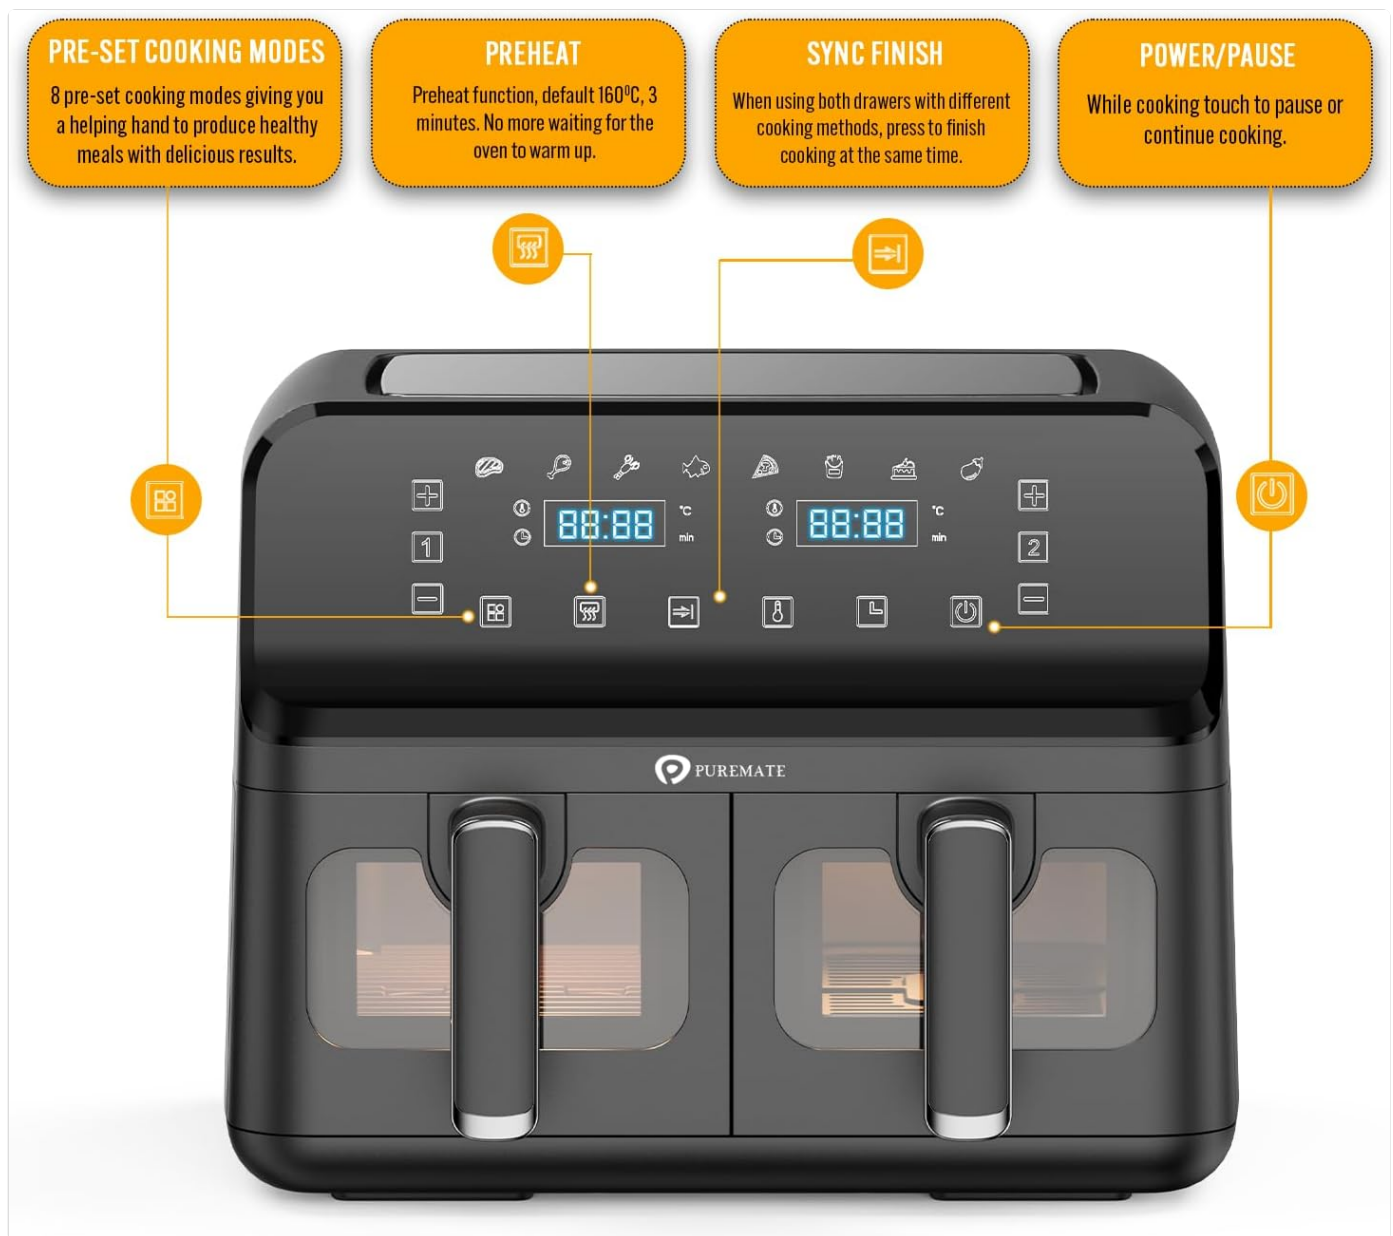 PRE-SET COOKING MODES
8 pre-set cooking modes giving you
a helping hand to produce healthy
meals with delicious results.
PREHEAT
Preheat function, default 160⁰C, 3
minutes. No more waiting for the
oven to warm up.
SYNC FINISH
When using both drawers with different
cooking methods, press to finish
cooking at the same time.
POWER/PAUSE
While cooking touch to pause or
continue cooking.
88:88
°C
min
88:88
°C
min
+
1
−
+
2
−
PUREMATE